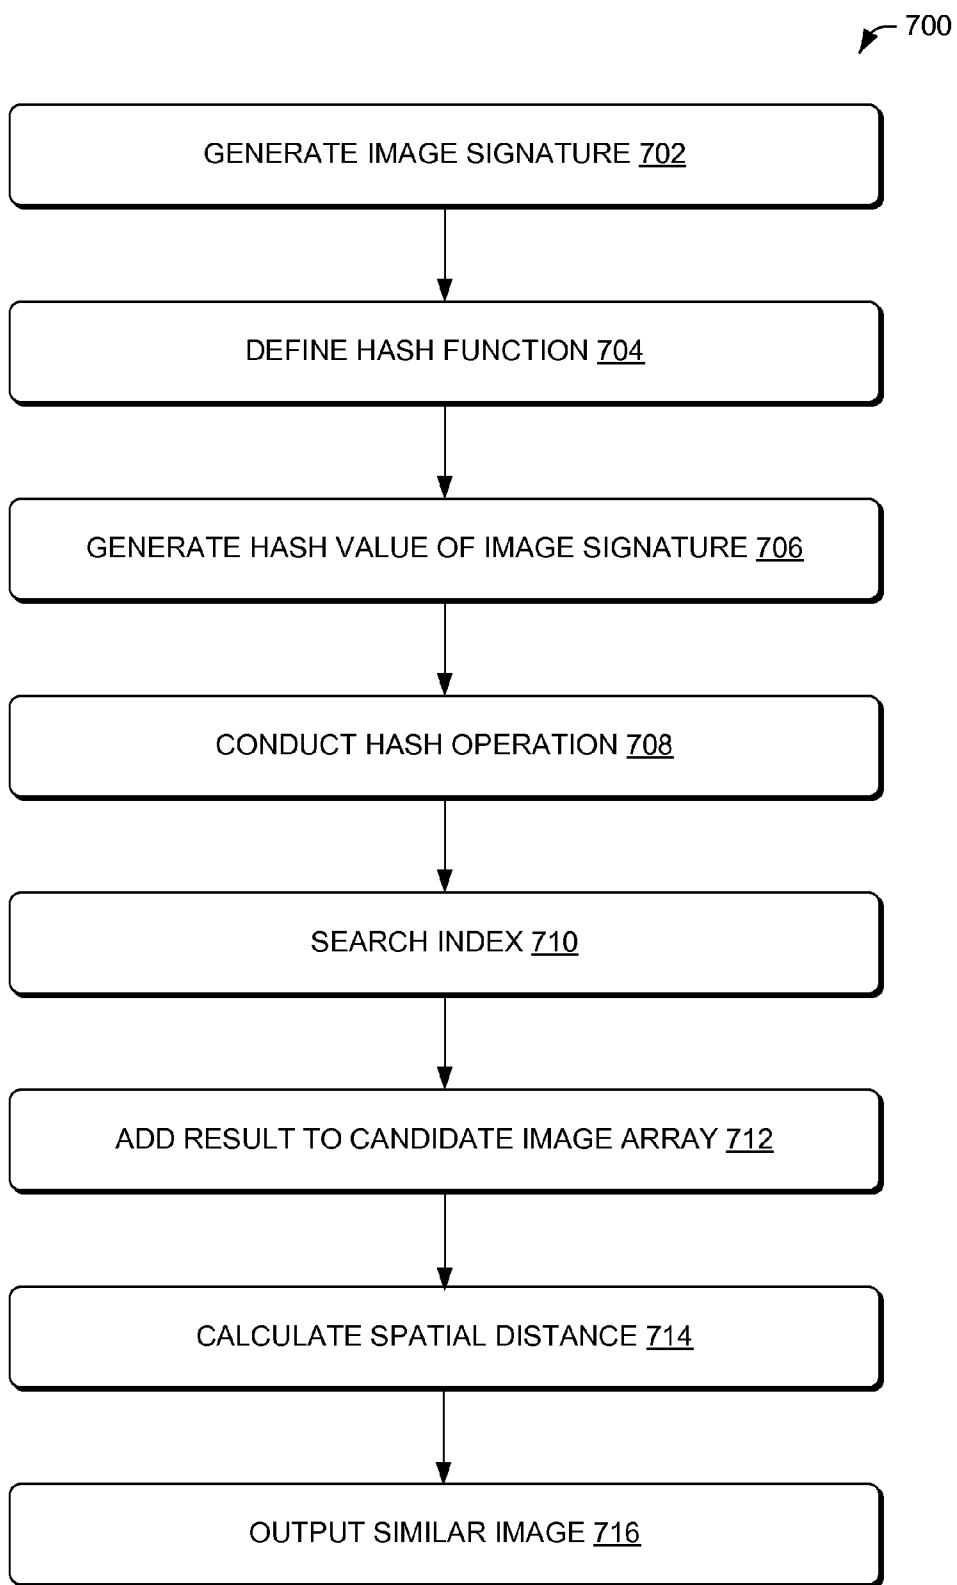 700
GENERATE IMAGE SIGNATURE 702
DEFINE HASH FUNCTION 704
GENERATE HASH VALUE OF IMAGE SIGNATURE 706
CONDUCT HASH OPERATION 708
SEARCH INDEX 710
ADD RESULT TO CANDIDATE IMAGE ARRAY 712
CALCULATE SPATIAL DISTANCE 714
OUTPUT SIMILAR IMAGE 716